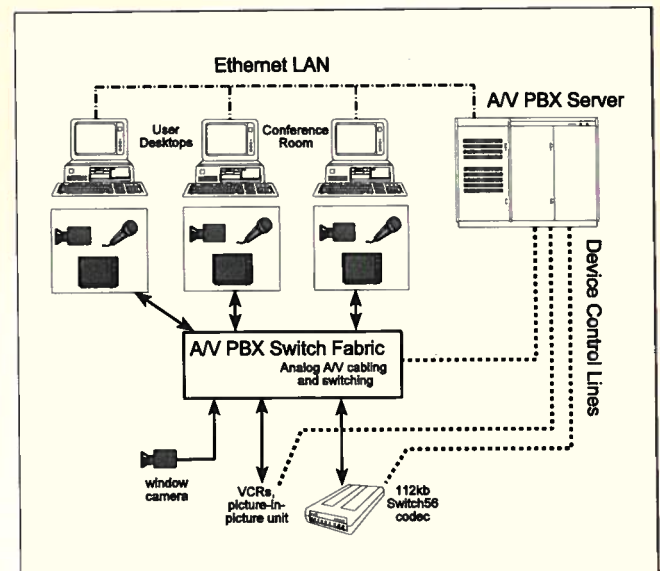 Ethernet LAN
A/V PBX Server
User
Desktops
Conference
Room
Device Control Lines
A/V PBX Switch Fabric
Analog A/V cabling
and switching
window
camera
VCRs,
picture-in-
picture unit
112kb
Switch56
codec